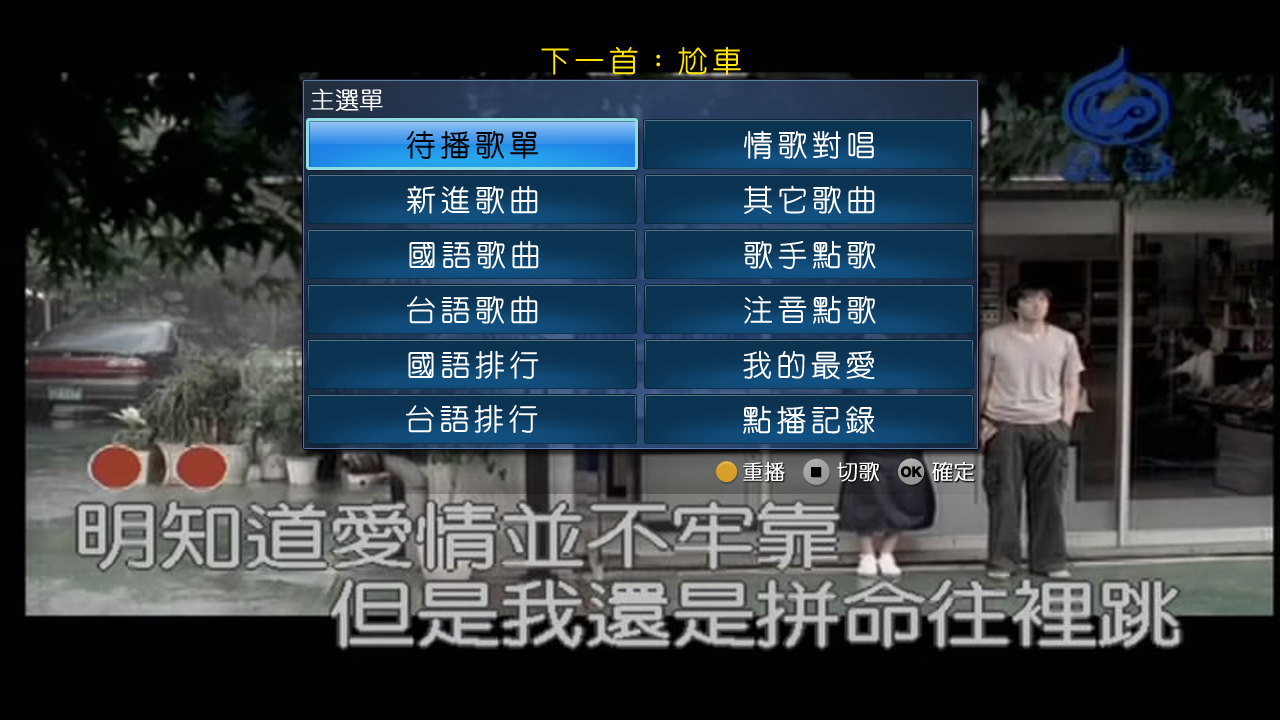 下一首：尬車
主選單
待播歌單 情歌對唱
新進歌曲 其它歌曲
國語歌曲 歌手點歌
台語歌曲 注音點歌
國語排行 我的最愛
台語排行 點播記錄
重播 切歌 OK 確定
明知道愛情並不牢靠
但是我還是拼命往裡跳